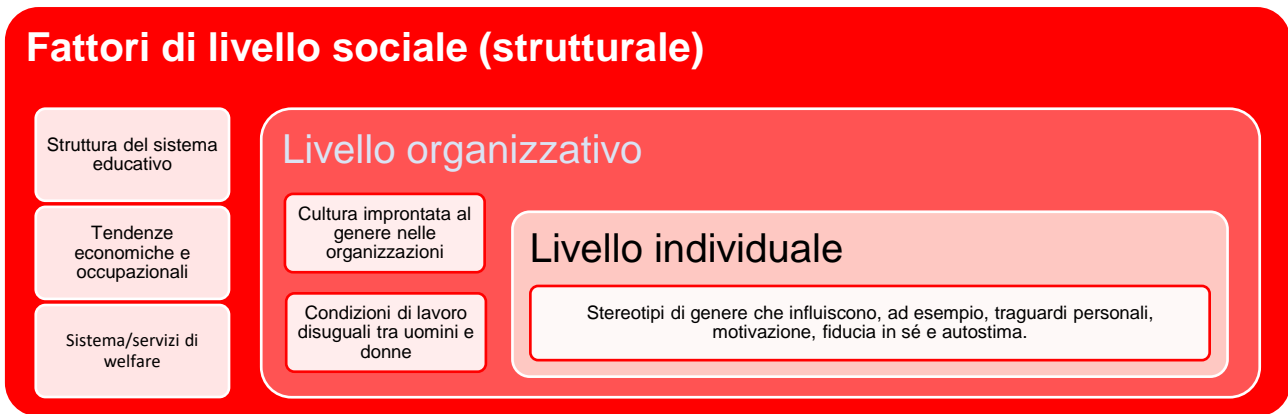 Fattori di livello sociale (strutturale)
Struttura del sistema
educativo
Tendenze
economiche e
occupazionali
Sistema/servizi di
welfare
Livello organizzativo
Cultura improntata al
genere nelle
organizzazioni
Condizioni di lavoro
disuguali tra uomini e
donne
Livello individuale
Stereotipi di genere che influiscono, ad esempio, traguardi personali,
motivazione, fiducia in sé e autostima.